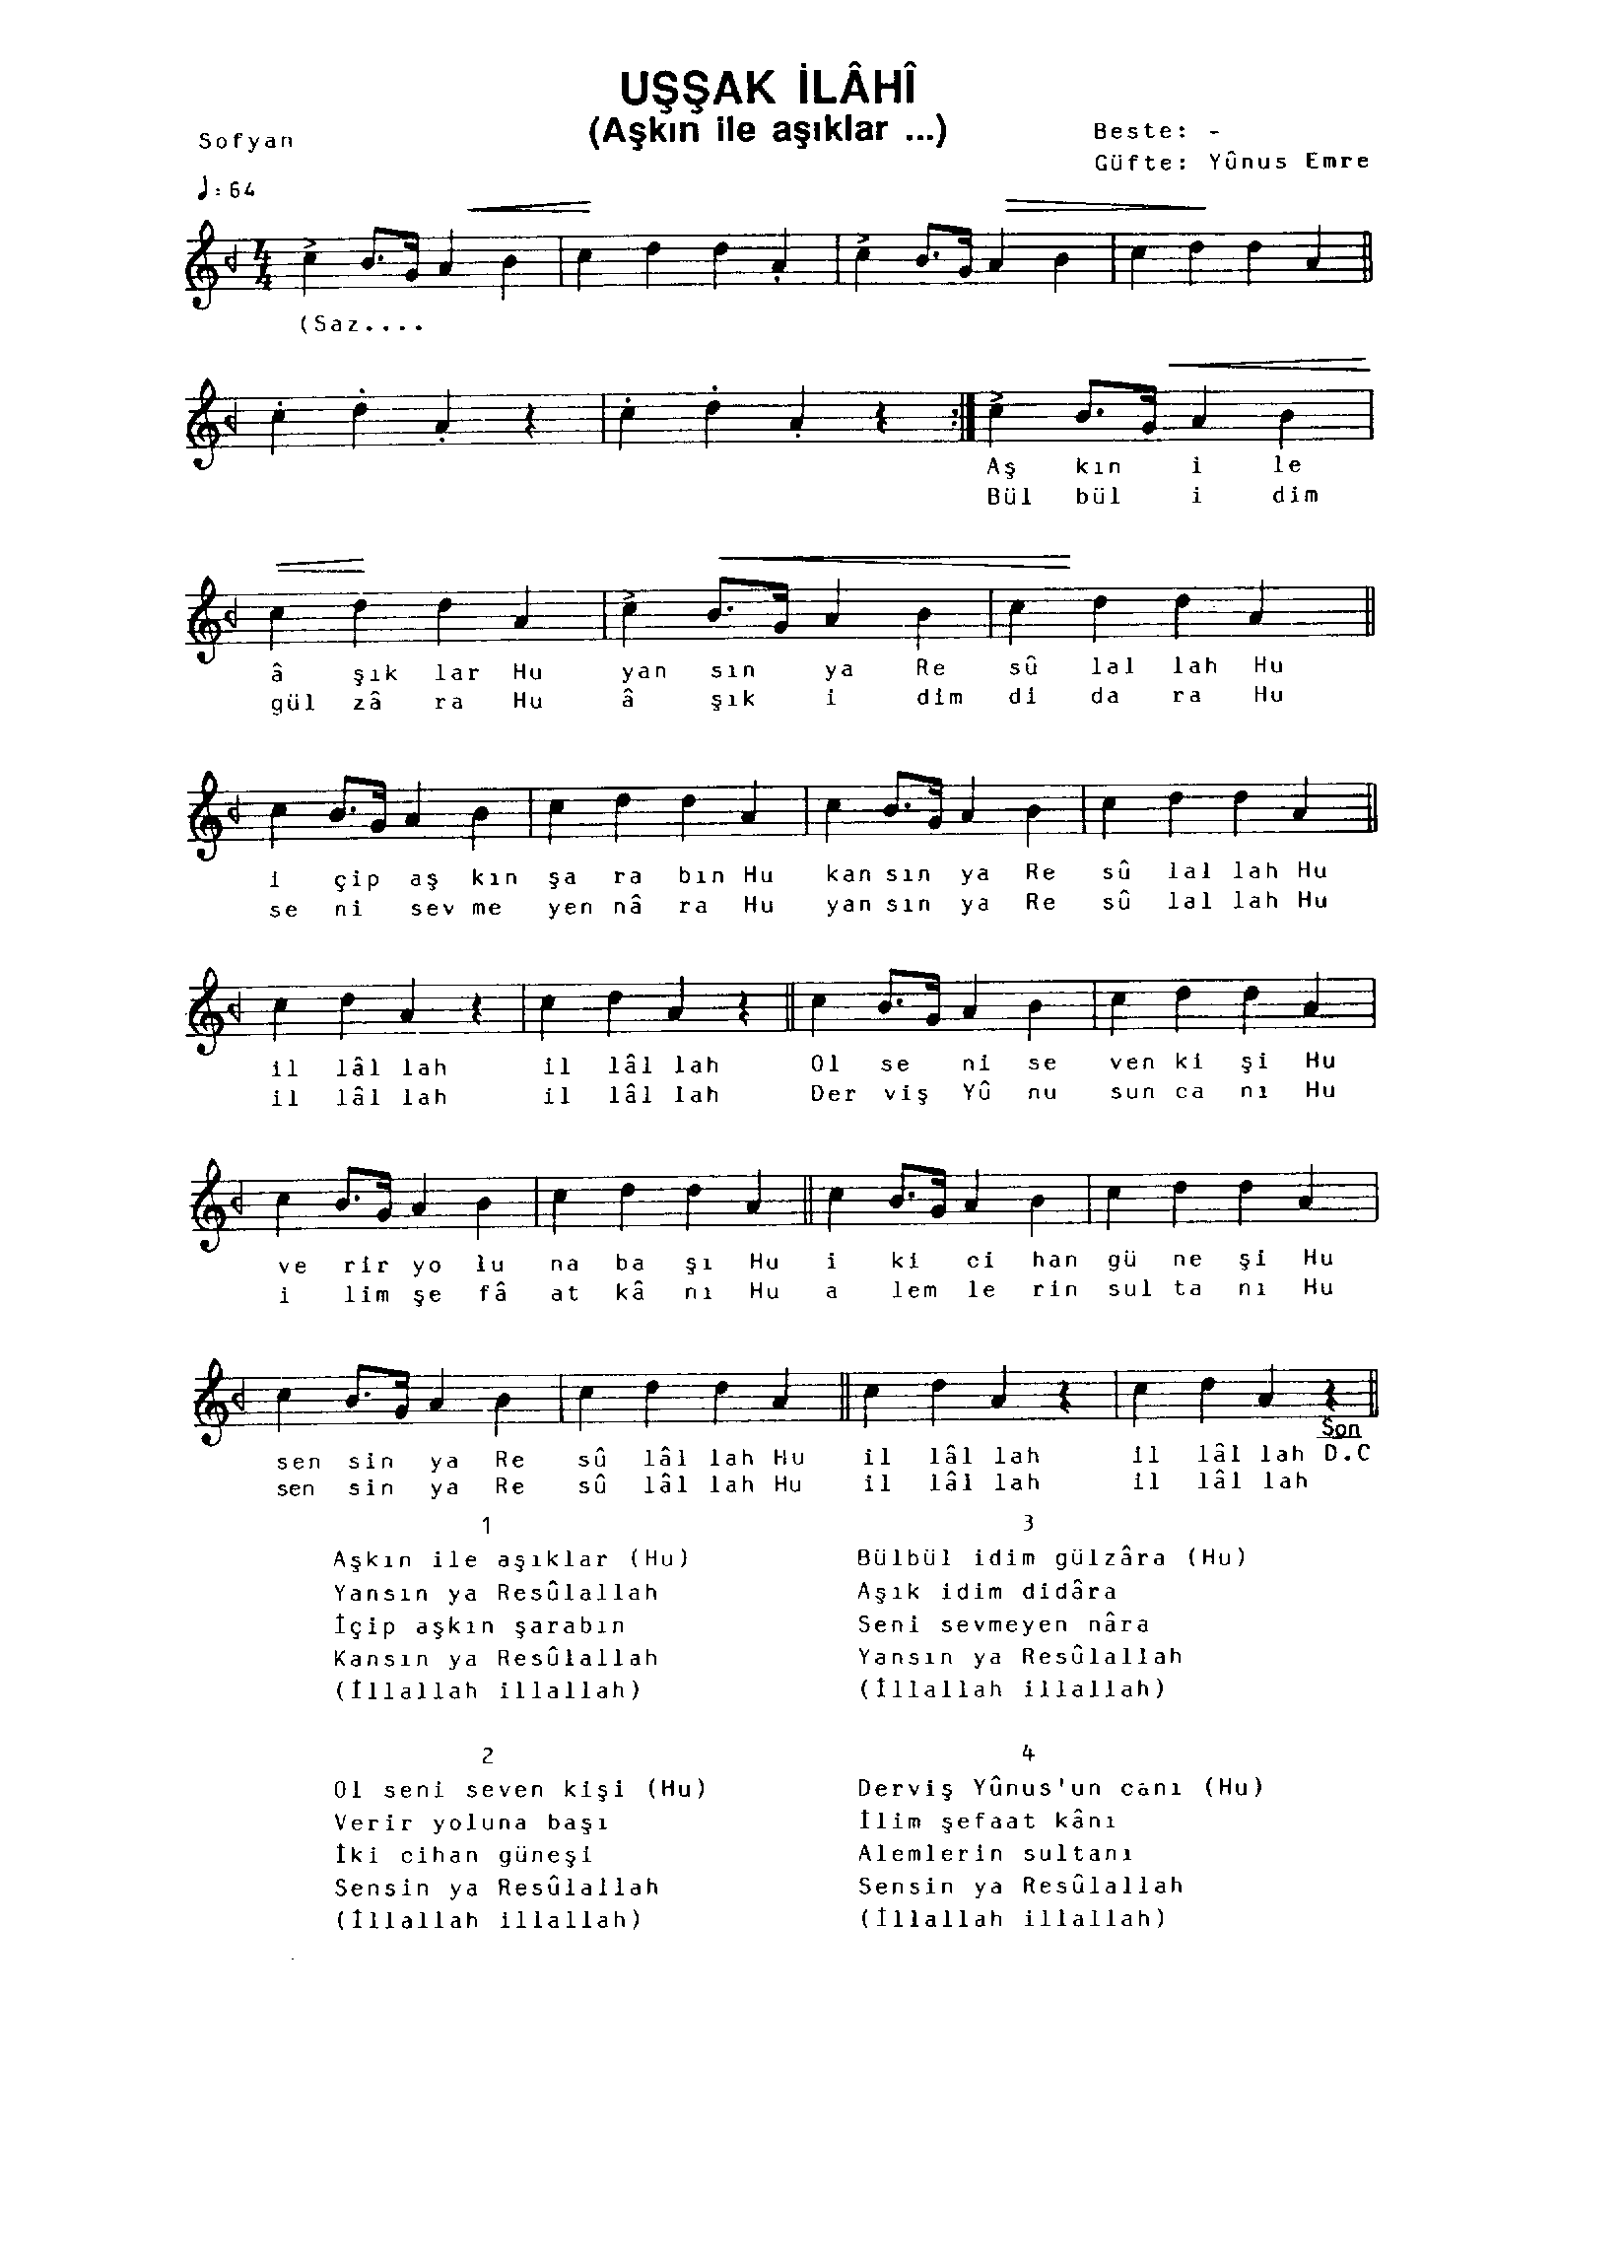 UŞŞAK İLÂHÎ
(Aşkın ile aşıklar ...)
Sofyan
Beste: -
Güfte: Yûnus Emre
♩:64
4
4
(Saz....
Aş kın i le
Bül bül i dim
â şık lar Hu yan sın ya Re sû lal lah Hu
gül zâ ra Hu â şık i dim di da ra Hu
i çip aş kın şa ra bın Hu kan sın ya Re sû lal lah Hu
se ni sev me yen nâ ra Hu yan sın ya Re sû lal lah Hu
il lâl lah il lâl lah Ol se ni se ven ki şi Hu
il lâl lah il lâl lah Der viş Yû nu sun ca nı Hu
ve rir yo lu na ba şı Hu i ki ci han gü ne şi Hu
i lim şe fâ at kâ nı Hu a lem le rin sul ta nı Hu
Son
sen sin ya Re sû lâl lah Hu il lâl lah il lâl lah D.C
sen sin ya Re sû lâl lah Hu il lâl lah il lâl lah
1
Aşkın ile aşıklar (Hu)
Yansın ya Resûlallah
İçip aşkın şarabın
Kansın ya Resûlallah
(İllallah illallah)
2
Ol seni seven kişi (Hu)
Verir yoluna başı
İki cihan güneşi
Sensin ya Resûlallah
(İllallah illallah)
3
Bülbül idim gülzâra (Hu)
Aşık idim didâra
Seni sevmeyen nâra
Yansın ya Resûlallah
(İllallah illallah)
4
Derviş Yûnus'un canı (Hu)
İlim şefaat kânı
Alemlerin sultanı
Sensin ya Resûlallah
(İllallah illallah)